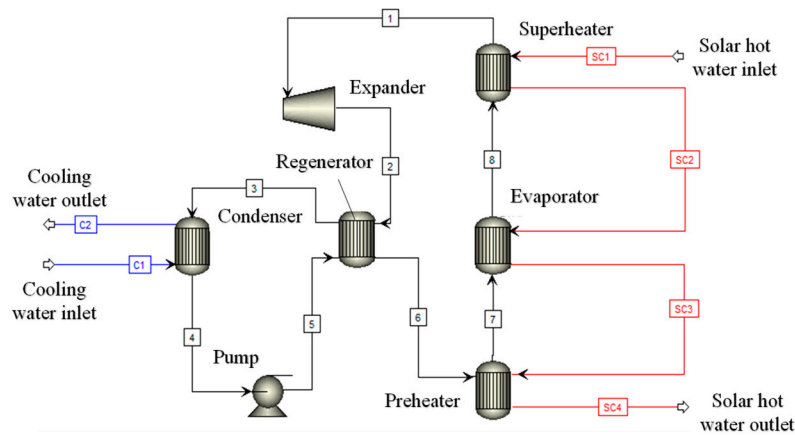 1
Superheater
SC1
Solar hot
water inlet
Expander
2
Regenerator
8
SC2
3
Cooling
water outlet
C2
Condenser
Evaporator
C1
Cooling
water inlet
4
5
6
7
SC3
Pump
Preheater
SC4
Solar hot
water outlet